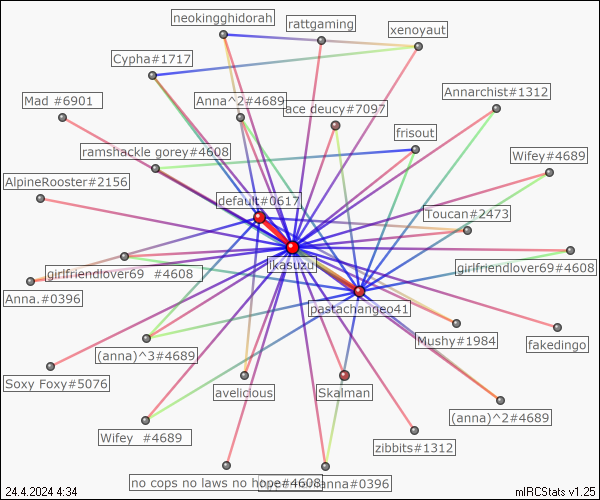 neokingghidorah
rattgaming
xenoyaut
Cypha#1717
Mad #6901
Anna^2#4689
ace deucy#7097
Annarchist#1312
frisout
ramshackle gorey#4608
Wifey#4689
AlpineRooster#2156
default#0617
Toucan#2473
ikasuzu
girlfriendlover69 #4608
girlfriendlover69#4608
Anna.#0396
pastachangeo41
Mushy#1984
fakedingo
(anna)^3#4689
Soxy Foxy#5076
avelicious
Skalman
(anna)^2#4689
Wifey #4689
zibbits#1312
no cops no laws no hope#4608
anna#0396
24.4.2024 4:34
mIRCStats v1.25